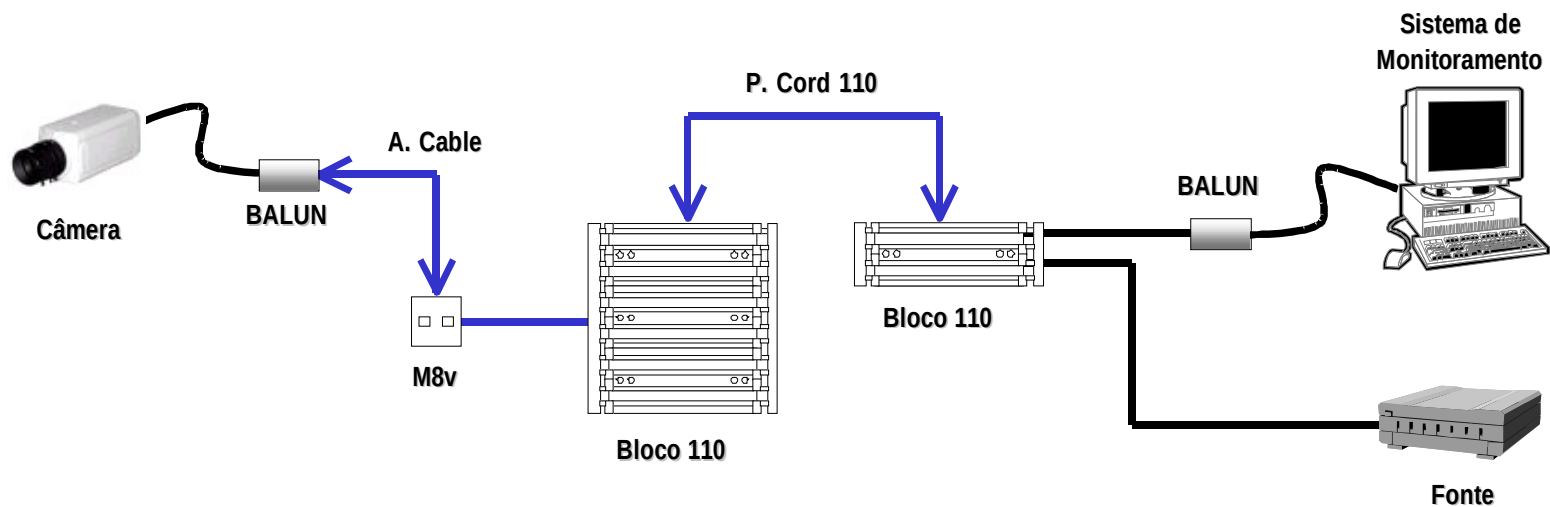 Sistema de
Monitoramento
P. Cord 110
A. Cable
BALUN
BALUN
Câmera
Bloco 110
M8v
Bloco 110
Fonte